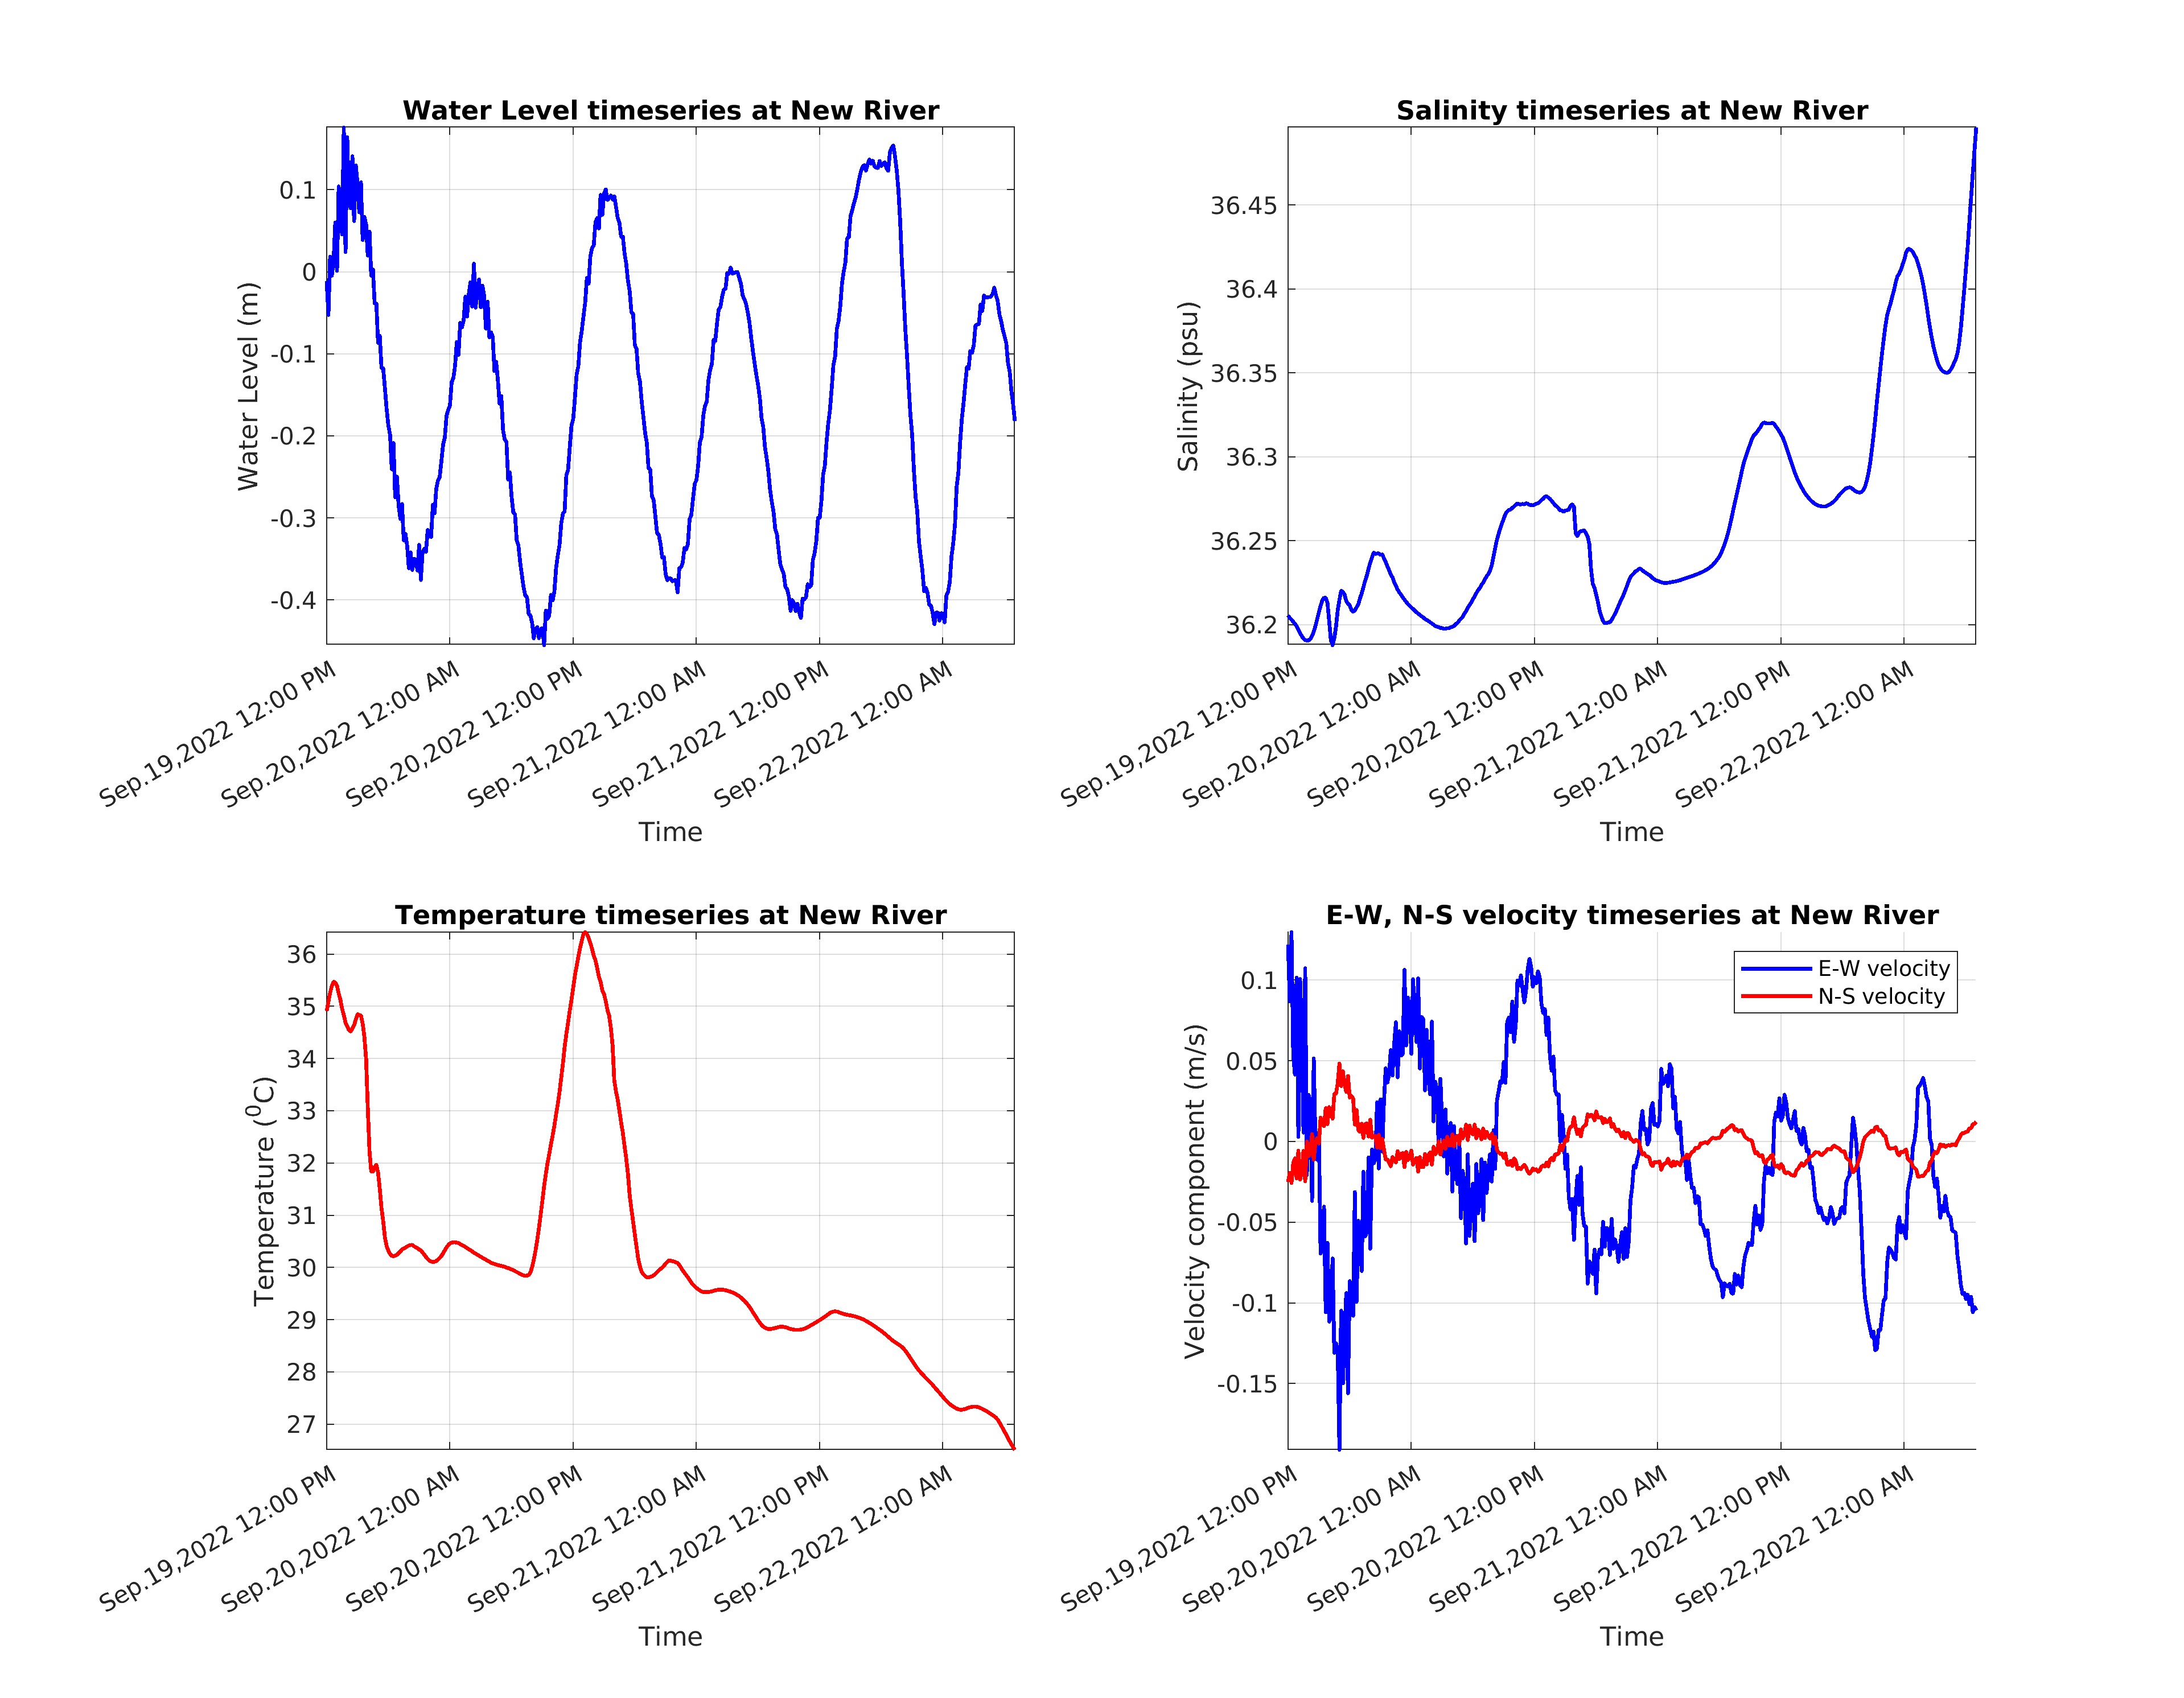 Water Level timeseries at New River
Water Level (m)
0.1
0
-0.1
-0.2
-0.3
-0.4
Sep.19,2022 12:00 PM
Sep.20,2022 12:00 AM
Sep.20,2022 12:00 PM
Sep.21,2022 12:00 AM
Sep.21,2022 12:00 PM
Sep.22,2022 12:00 AM
Time
Salinity timeseries at New River
Salinity (psu)
36.45
36.4
36.35
36.3
36.25
36.2
Sep.19,2022 12:00 PM
Sep.20,2022 12:00 AM
Sep.20,2022 12:00 PM
Sep.21,2022 12:00 AM
Sep.21,2022 12:00 PM
Sep.22,2022 12:00 AM
Time
Temperature timeseries at New River
Temperature (⁰C)
36
35
34
33
32
31
30
29
28
27
Sep.19,2022 12:00 PM
Sep.20,2022 12:00 AM
Sep.20,2022 12:00 PM
Sep.21,2022 12:00 AM
Sep.21,2022 12:00 PM
Sep.22,2022 12:00 AM
Time
E-W, N-S velocity timeseries at New River
E-W velocity
N-S velocity
Velocity component (m/s)
0.1
0.05
0
-0.05
-0.1
-0.15
Sep.19,2022 12:00 PM
Sep.20,2022 12:00 AM
Sep.20,2022 12:00 PM
Sep.21,2022 12:00 AM
Sep.21,2022 12:00 PM
Sep.22,2022 12:00 AM
Time